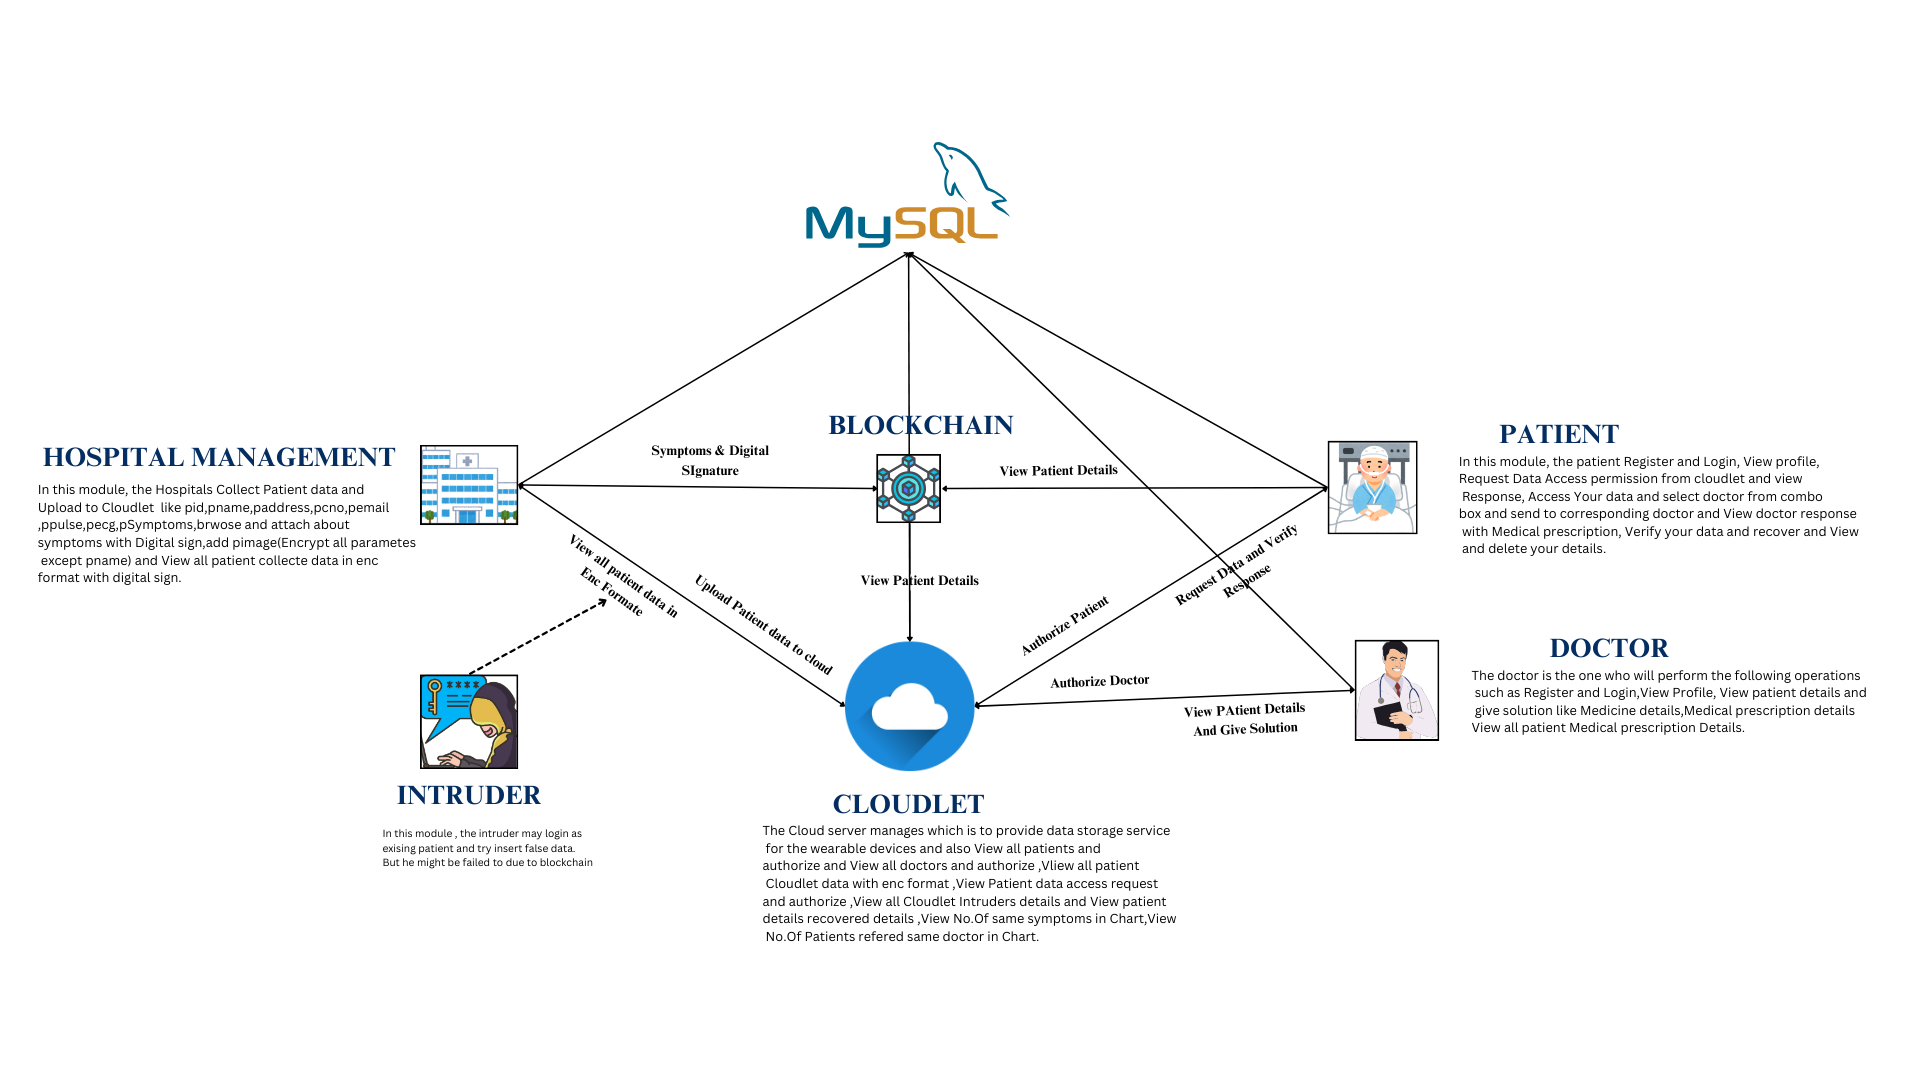 MySQL
BLOCKCHAIN
HOSPITAL MANAGEMENT
In this module, the Hospitals Collect Patient data and
Upload to Cloudlet like pid,pname,paddress,pcno,pemail
,ppulse,pecg,pSymptoms,brwose and attach about
symptoms with Digital sign,add pimage(Encrypt all parametes
except pname) and View all patient collecte data in enc
format with digital sign.
Symptoms & Digital
SIgnature
View Patient Details
PATIENT
In this module, the patient Register and Login, View profile,
Request Data Access permission from cloudlet and view
Response, Access Your data and select doctor from combo
box and send to corresponding doctor and View doctor response
with Medical prescription, Verify your data and recover and View
and delete your details.
View all patient data in
Enc Formate
Upload Patient data to cloud
View Patient Details
Authorize Patient
Request Data and Verify
Response
Authorize Doctor
View PAtient Details
And Give Solution
DOCTOR
The doctor is the one who will perform the following operations
such as Register and Login,View Profile, View patient details and
give solution like Medicine details,Medical prescription details
View all patient Medical prescription Details.
****
INTRUDER
In this module , the intruder may login as
exising patient and try insert false data.
But he might be failed to due to blockchain
CLOUDLET
The Cloud server manages which is to provide data storage service
for the wearable devices and also View all patients and
authorize and View all doctors and authorize ,Vliew all patient
Cloudlet data with enc format ,View Patient data access request
and authorize ,View all Cloudlet Intruders details and View patient
details recovered details ,View No.Of same symptoms in Chart,View
No.Of Patients refered same doctor in Chart.